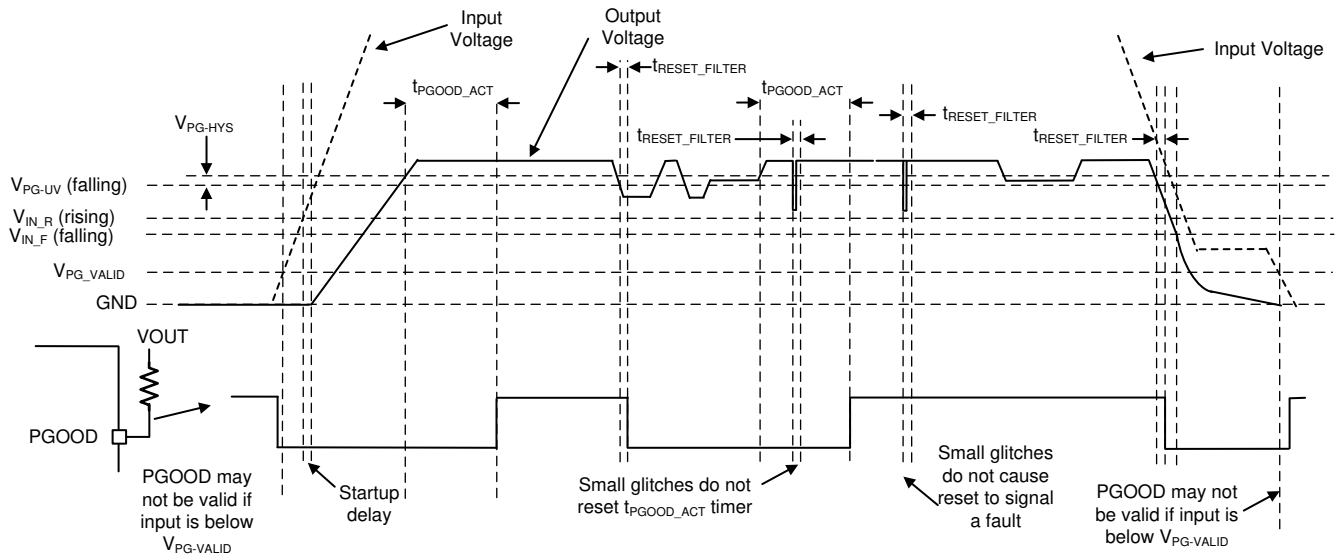 Input
Voltage
Output
Voltage
Input Voltage
tRESET_FILTER
tPGOOD_ACT
tPGOOD_ACT
tRESET_FILTER
tRESET_FILTER
tRESET_FILTER
VPG-HYS
VPG-UV (falling)
VIN_R (rising)
VIN_F (falling)
VPG_VALID
GND
VOUT
PGOOD
PGOOD may
not be valid if
input is below
VPG-VALID
Startup
delay
Small glitches do not
reset tPGOOD_ACT timer
Small glitches
do not cause
reset to signal
a fault
PGOOD may not
be valid if input is
below VPG-VALID